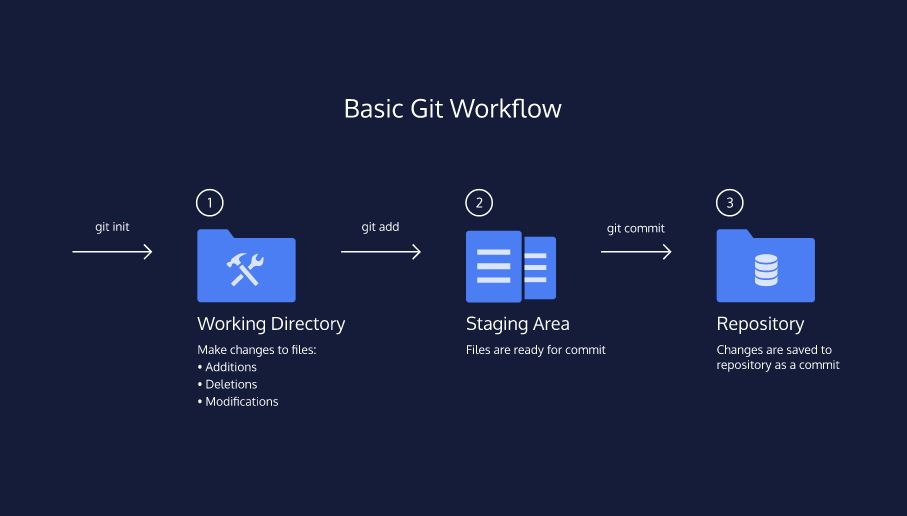 Basic Git Workflow
git init
1
Working Directory
Make changes to files:
• Additions
• Deletions
• Modifications
git add
2
Staging Area
Files are ready for commit
git commit
3
Repository
Changes are saved to
repository as a commit